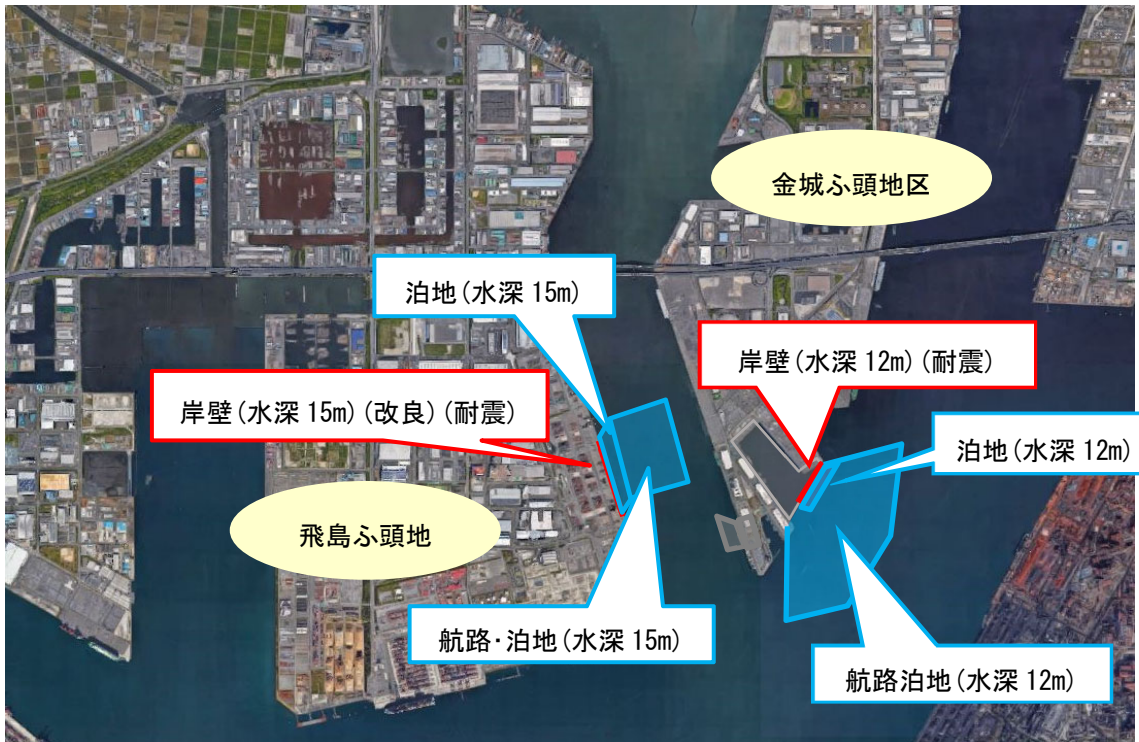 金城ふ頭地区
泊地(水深 15m)
岸壁(水深 12m)(耐震)
岸壁(水深 15m)(改良)(耐震)
泊地(水深 12m)
飛島ふ頭地
航路・泊地(水深 15m)
航路泊地(水深 12m)